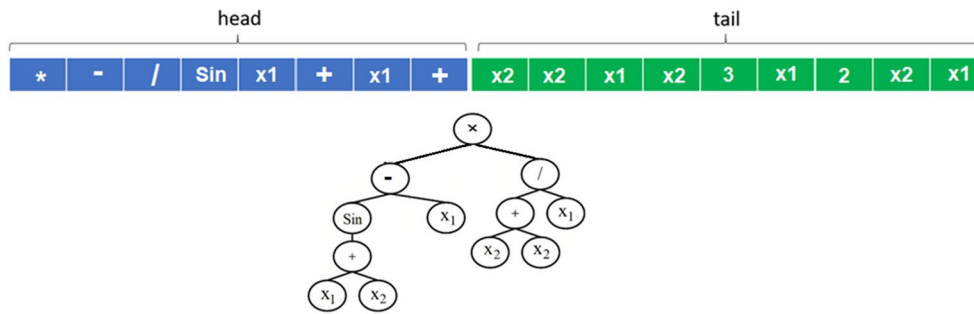 head tail
* - / Sin x1 + x1 + x2 x2 x1 x2 3 x1 2 x2 x1
×
- /
Sin x₁ + x₁
+ x₂ x₂
x₁ x₂